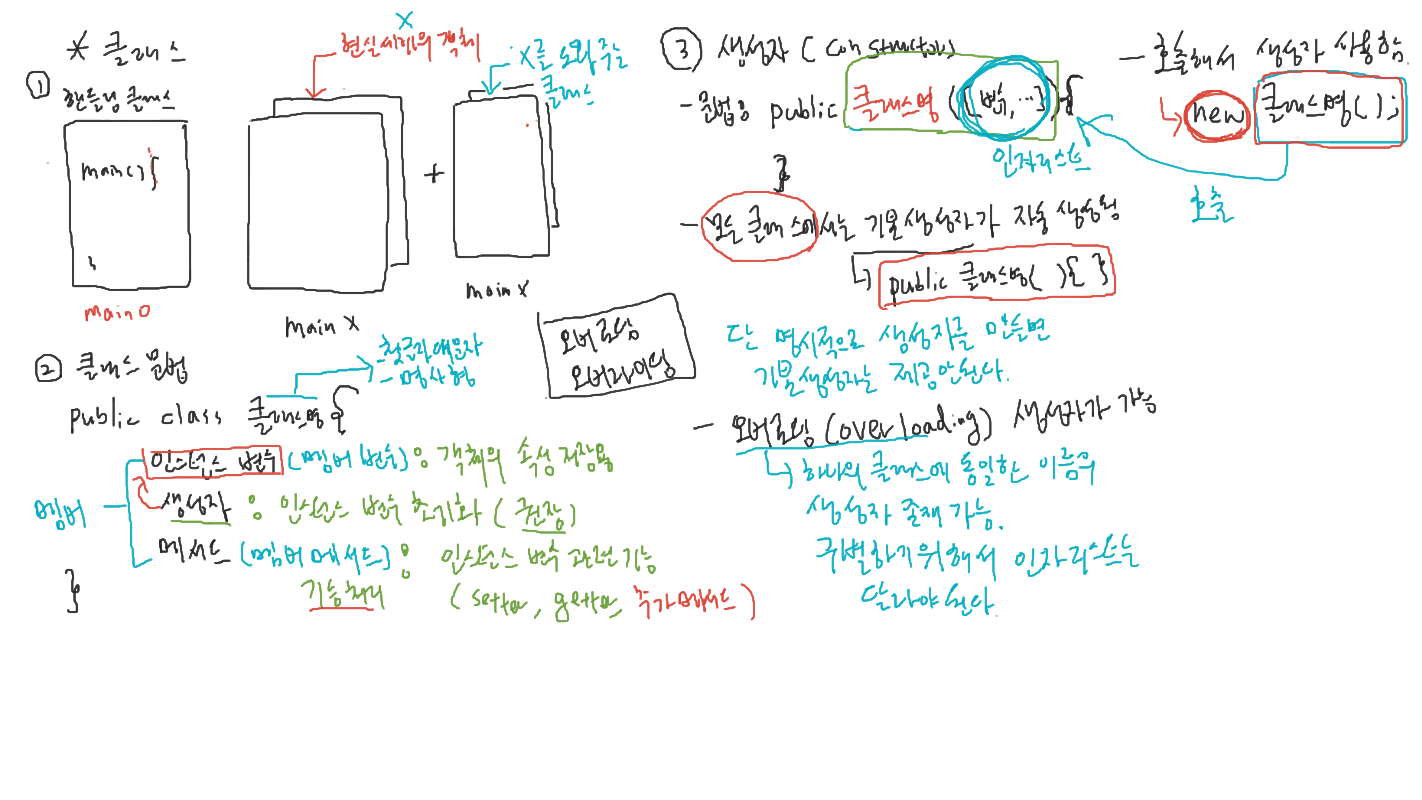 * 클래스
① 핸들링 클래스
main() {
}
main O
X
현실세계의 객체
main X
+
X를 도와주는
클래스
main X
② 클래스 문법
public class 클래스명 {
- 첫글자 대문자
- 명사형
멤버
인스턴스 변수 (멤버 변수) : 객체의 속성 저장용
생성자 : 인스턴스 변수 초기화 (권장)
메서드 (멤버 메서드) : 인스턴스 변수 관련 기능
기능처리 (setter, getter, 추가메서드)
}
오버로딩
오버라이딩
③ 생성자 (constructor)
- 문법: public 클래스명 ([변수, ...]) {
인자리스트
}
- 호출해서 생성자 사용함.
new 클래스명( );
호출
- 모든 클래스에서는 기본생성자가 자동 생성됨
public 클래스명( ) { }
단 명시적으로 생성자를 만들면
기본생성자는 제공안된다.
- 오버로딩 (overloading) 생성자가 가능
하나의 클래스에 동일한 이름의
생성자 존재 가능.
구별하기위해서 인자리스트는
달라야된다.